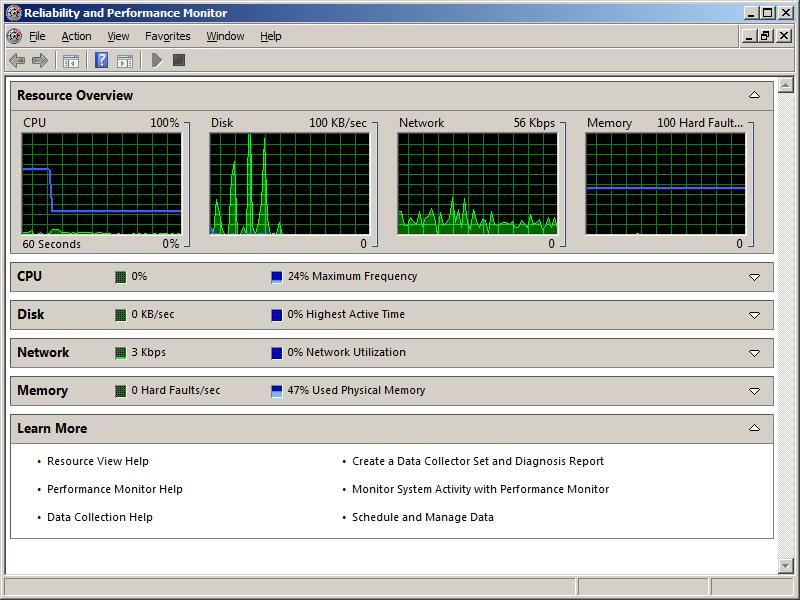 Reliability and Performance Monitor
File Action View Favorites Window Help
Resource Overview
CPU 100% Disk 100 KB/sec Network 56 Kbps Memory 100 Hard Fault...
60 Seconds 0% 0 0 0
CPU 0% 24% Maximum Frequency
Disk 0 KB/sec 0% Highest Active Time
Network 3 Kbps 0% Network Utilization
Memory 0 Hard Faults/sec 47% Used Physical Memory
Learn More
• Resource View Help • Create a Data Collector Set and Diagnosis Report
• Performance Monitor Help • Monitor System Activity with Performance Monitor
• Data Collection Help • Schedule and Manage Data